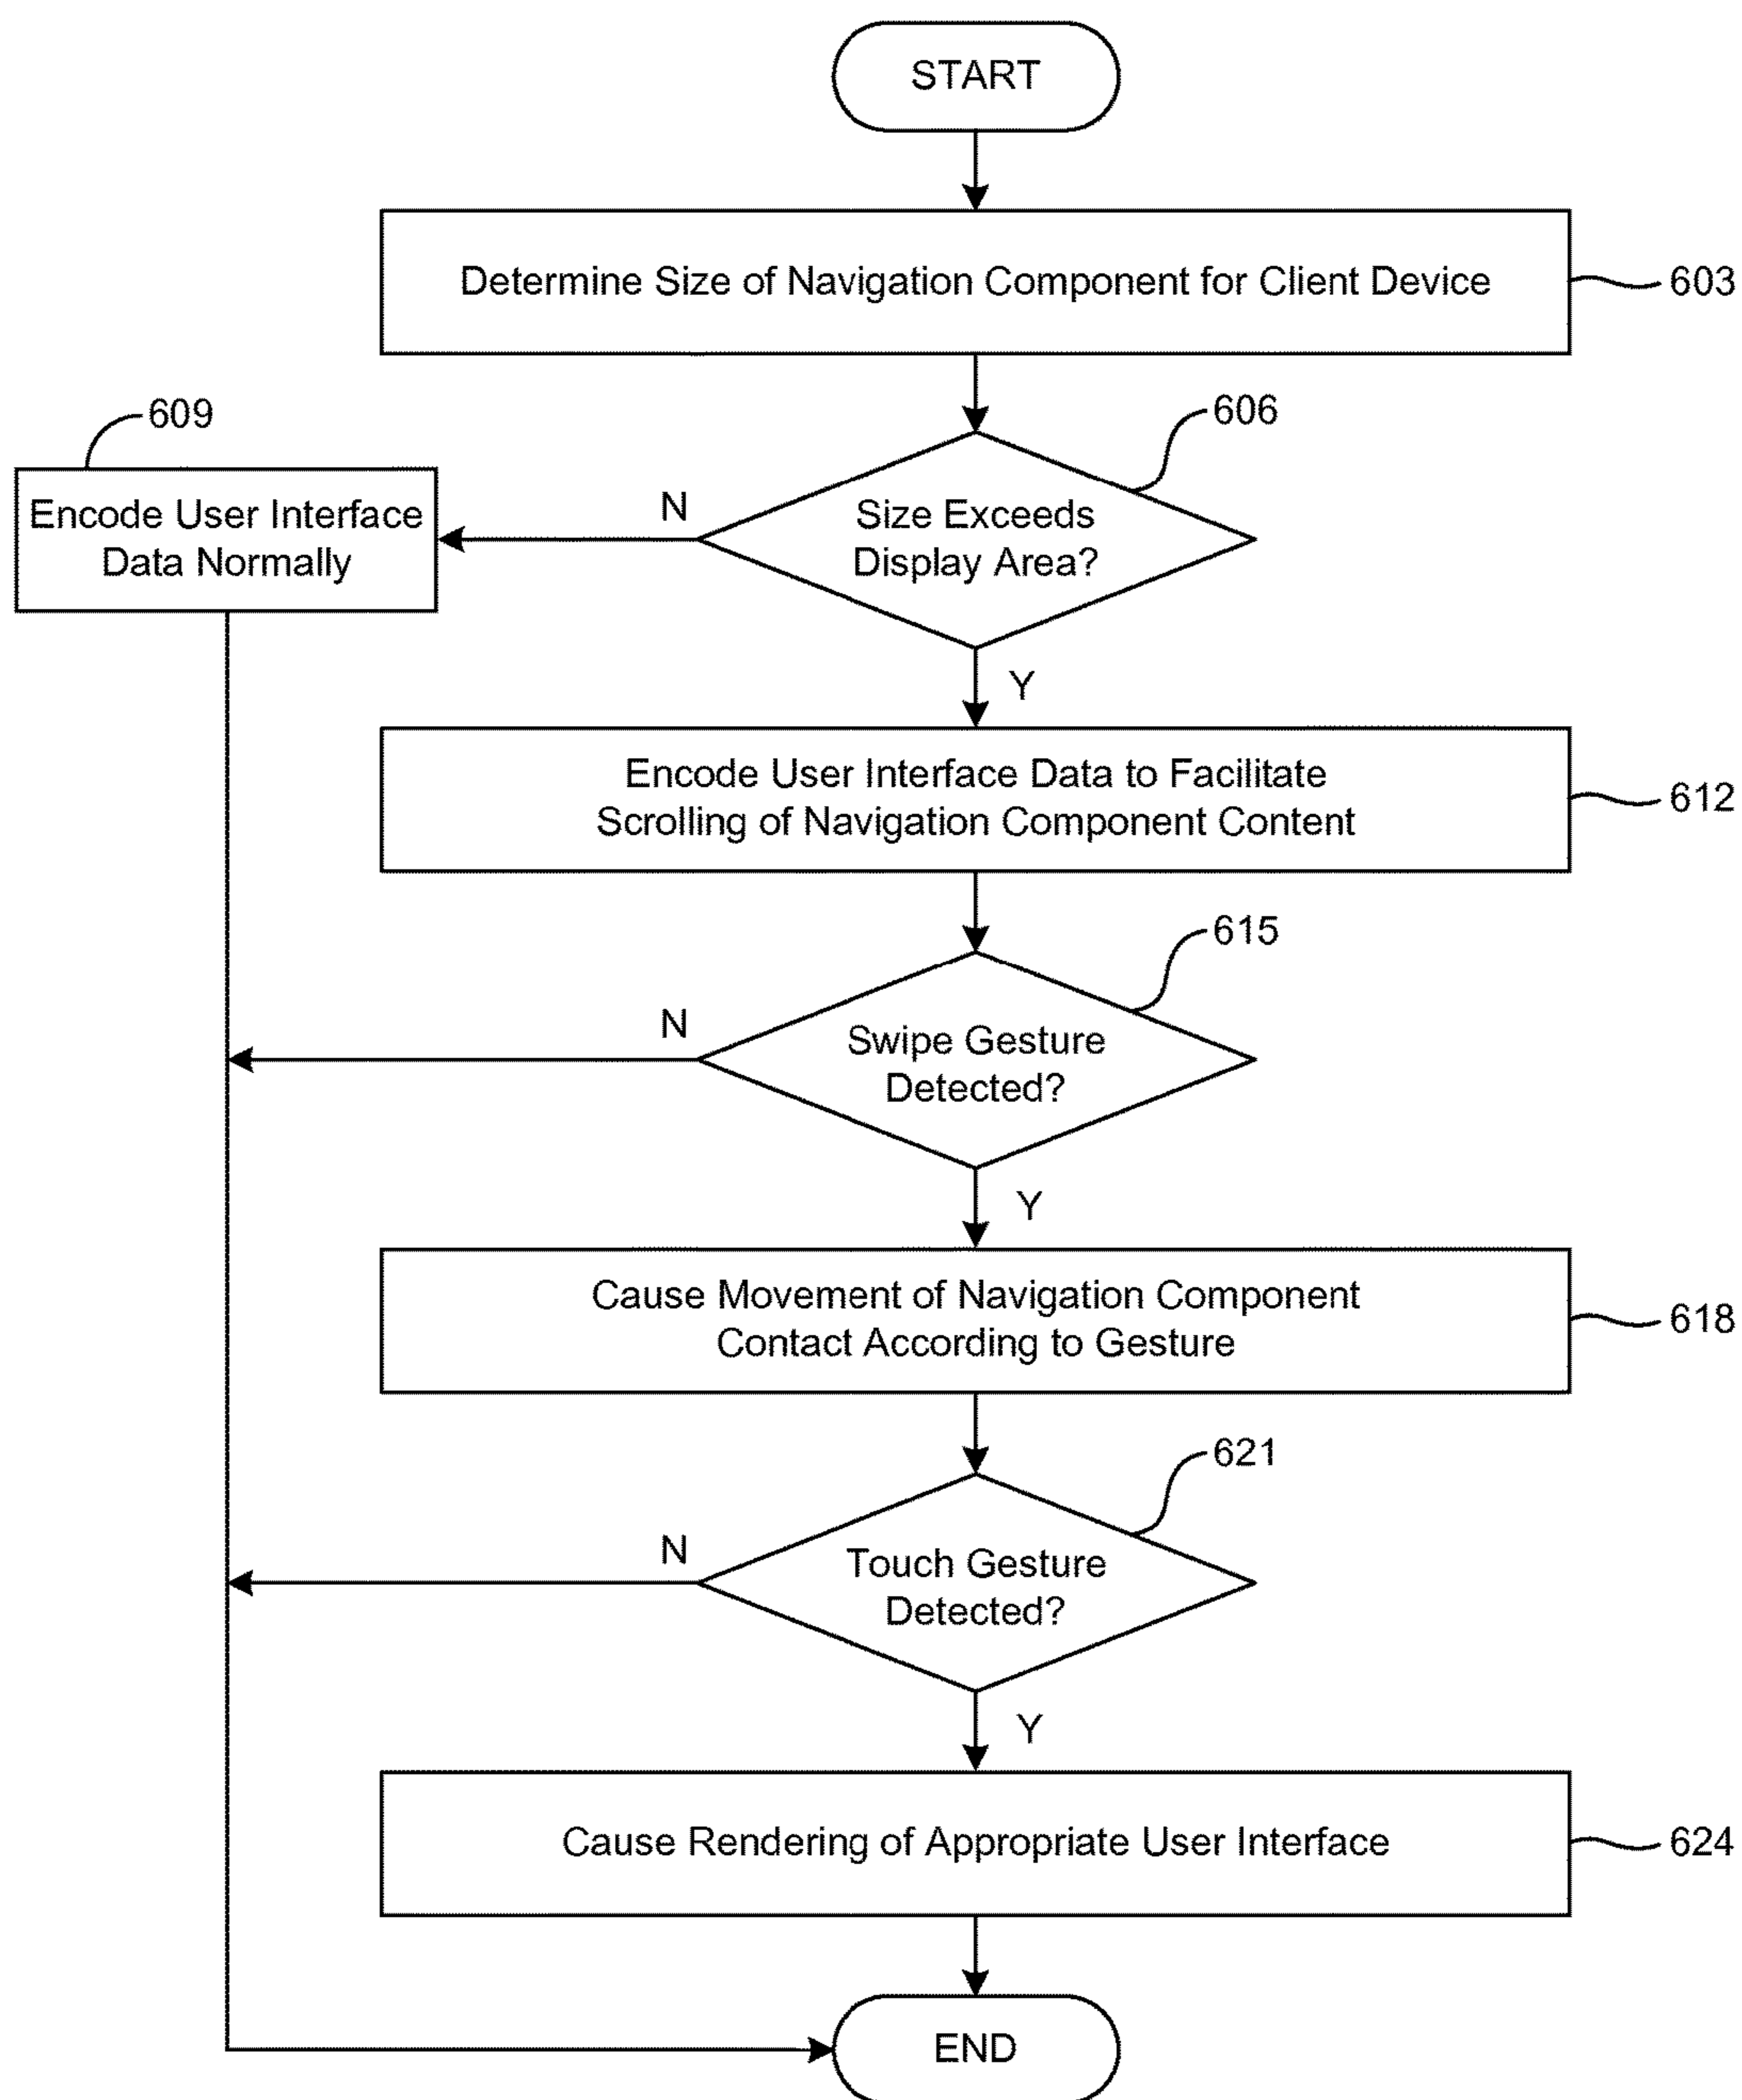 START
Determine Size of Navigation Component for Client Device
603
606
609
Size Exceeds
Display Area?
N
Encode User Interface
Data Normally
Y
Encode User Interface Data to Facilitate
Scrolling of Navigation Component Content
612
615
Swipe Gesture
Detected?
N
Y
Cause Movement of Navigation Component
Contact According to Gesture
618
621
Touch Gesture
Detected?
N
Y
Cause Rendering of Appropriate User Interface
624
END